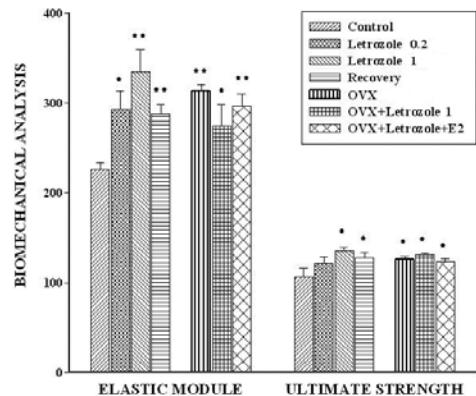 BIOMECHANICAL ANALYSIS
400
300
200
100
0
Control
Letrozole 0.2
Letrozole 1
Recovery
OVX
OVX+Letrozole 1
OVX+Letrozole+E2
* ** ** * ** * **
* * * * *
ELASTIC MODULE ULTIMATE STRENGTH